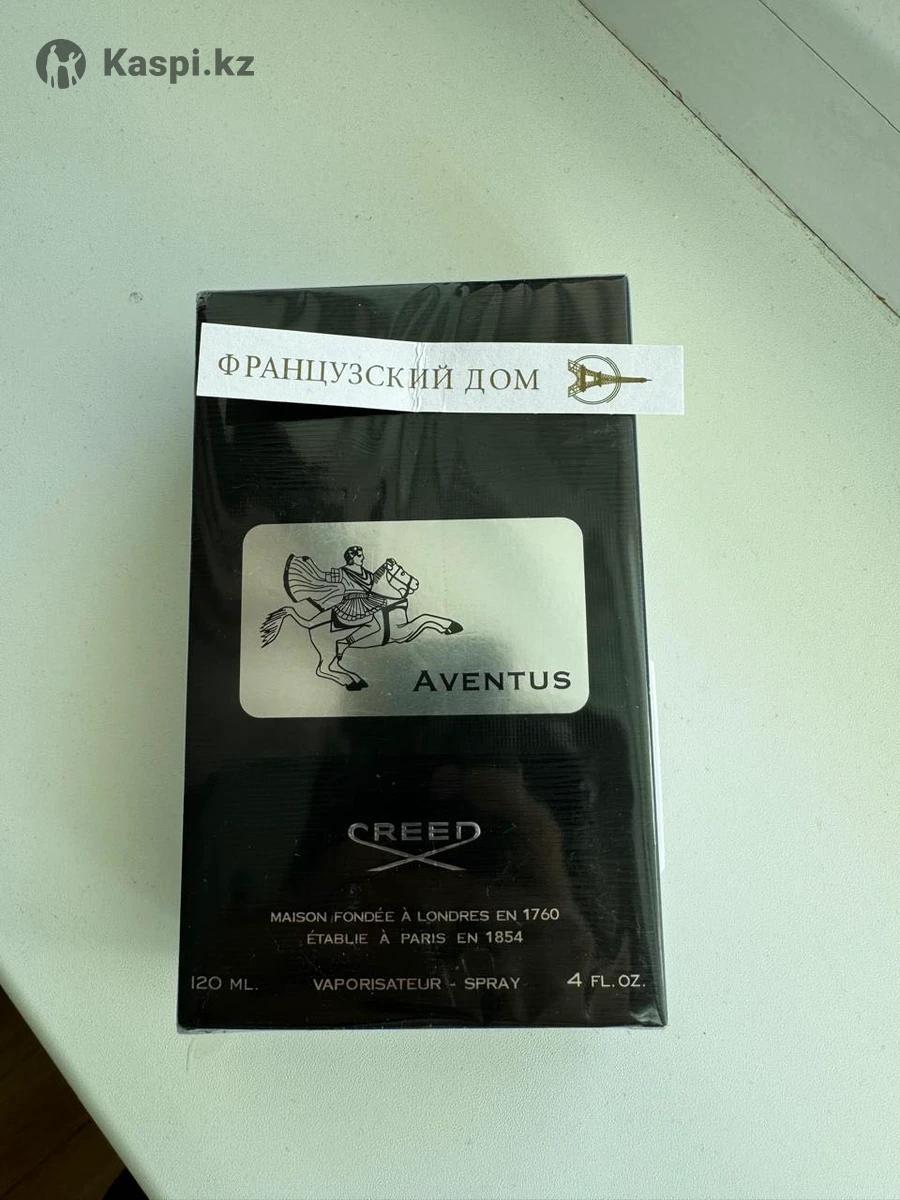 Kaspi.kz
ФРАНЦУЗСКИЙ ДОМ
AVENTUS
CREED
MAISON FONDÉE À LONDRES EN 1760
ÉTABLIE À PARIS EN 1854
120 ML. VAPORISATEUR - SPRAY 4 FL. OZ.